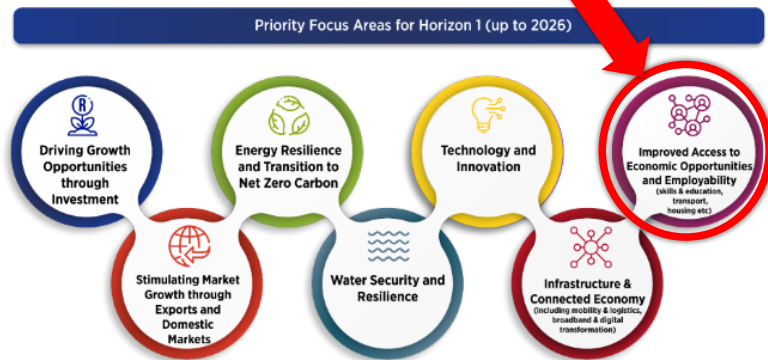 Priority Focus Areas for Horizon 1 (up to 2026)
R
Driving Growth
Opportunities
through
Investment
Stimulating Market
Growth through
Exports and
Domestic
Markets
Energy Resilience
and Transition to
Net Zero Carbon
Water Security and
Resilience
Technology and
Innovation
Infrastructure &
Connected Economy
(including mobility & logistics,
broadband & digital
transformation)
Improved Access to
Economic Opportunities
and Employability
(skills & education,
transport,
housing etc)